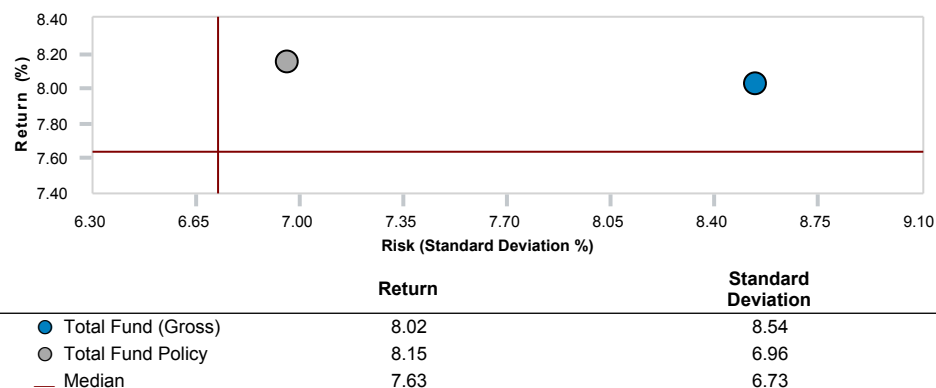 8.40
8.20
8.00
7.80
7.60
7.40
Return (%)
6.30 6.65 7.00 7.35 7.70 8.05 8.40 8.75 9.10
Risk (Standard Deviation %)
Return Standard Deviation
Total Fund (Gross) 8.02 8.54
Total Fund Policy 8.15 6.96
Median 7.63 6.73